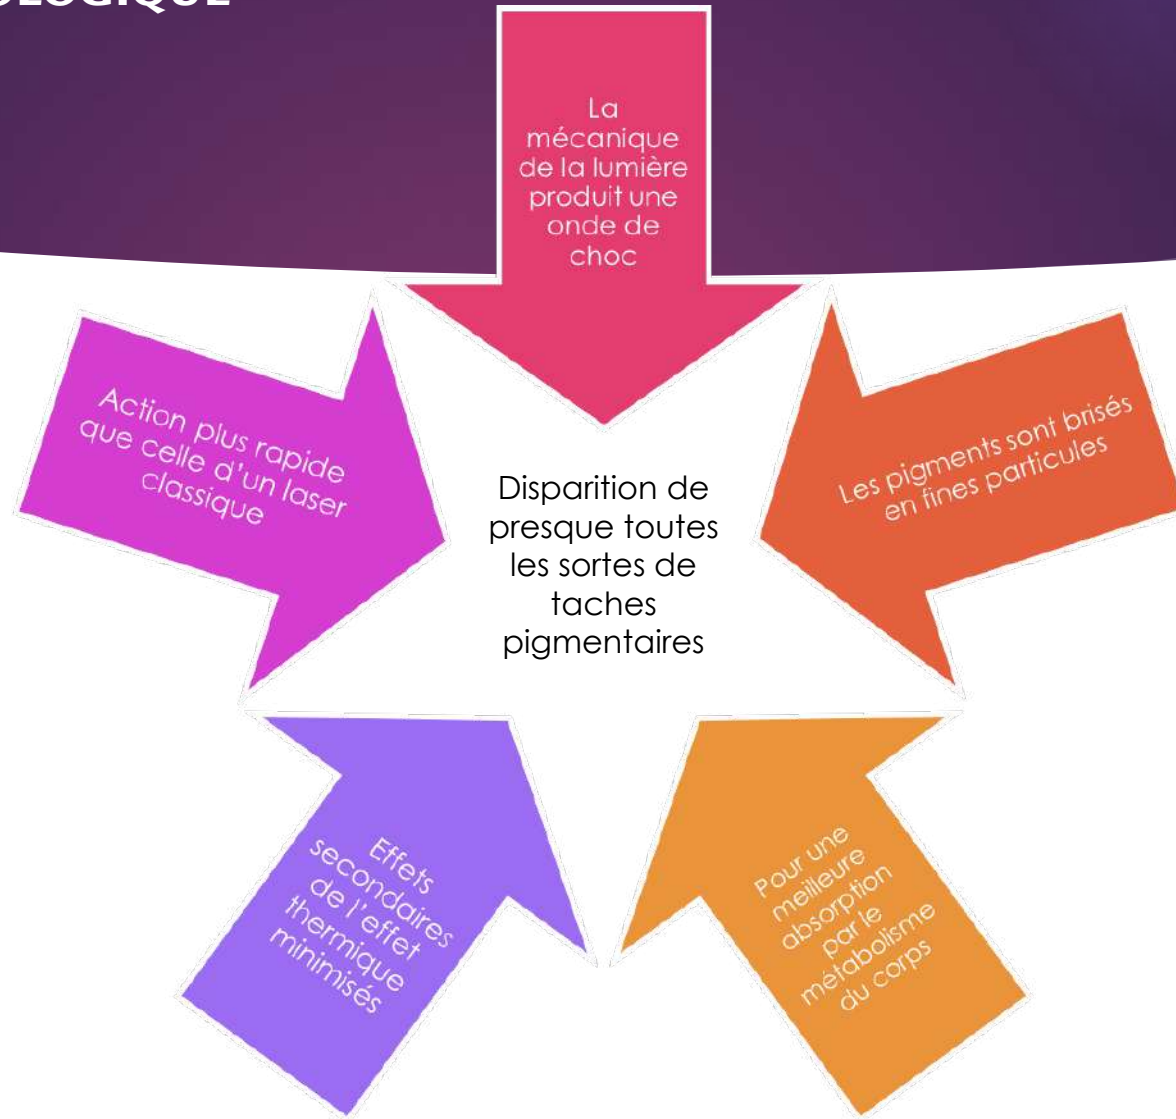 La
mécanique
de la lumière
produit une
onde de
choc
Les pigments sont brisés
en fines particules
Pour une
meilleure
absorption
par le
métabolisme
du corps
Effets
secondaires
de l'effet
thermique
minimisés
Action plus rapide
que celle d'un laser
classique
Disparition de
presque toutes
les sortes de
taches
pigmentaires